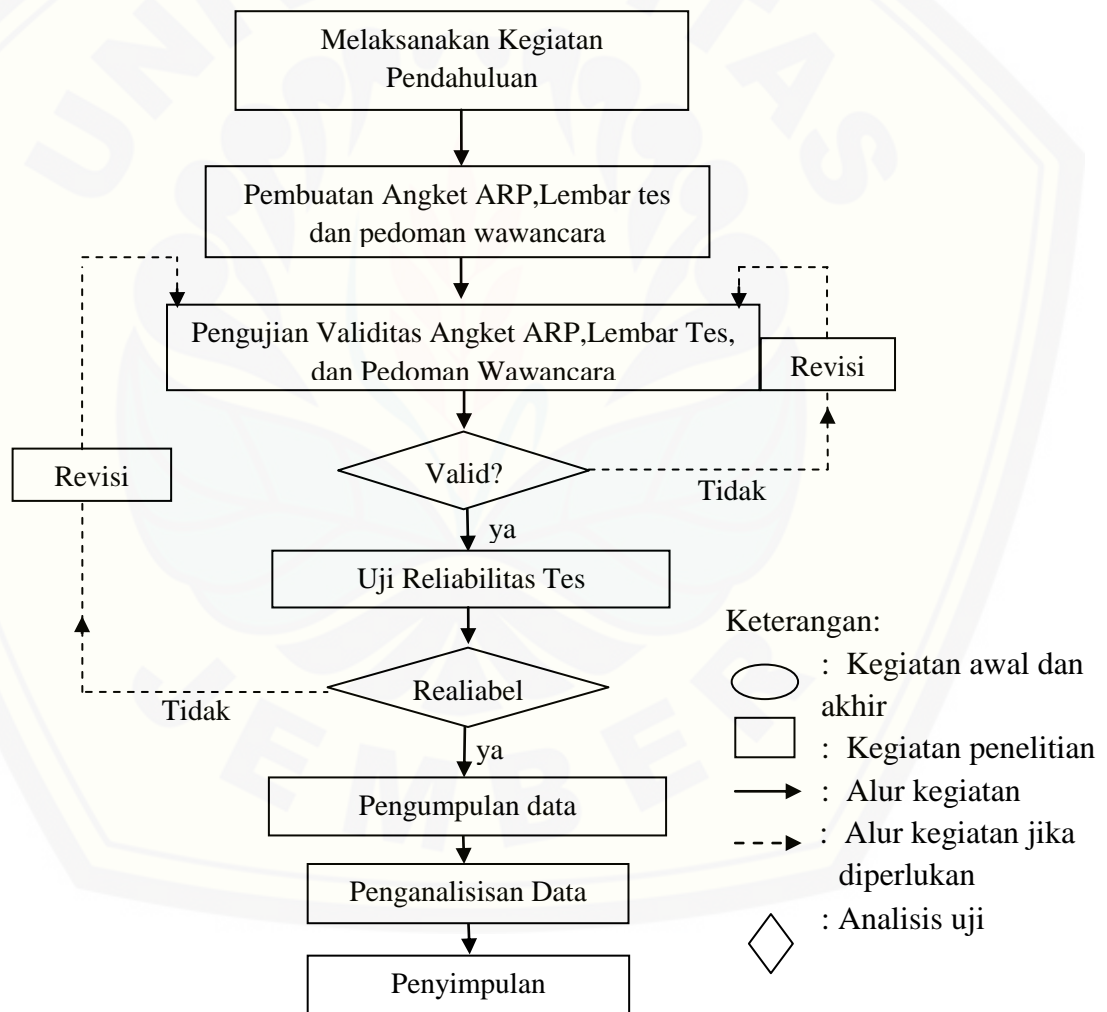 Melaksanakan Kegiatan
Pendahuluan
Pembuatan Angket ARP,Lembar tes
dan pedoman wawancara
Pengujian Validitas Angket ARP,Lembar Tes,
dan Pedoman Wawancara
Revisi
Valid?
Tidak
Revisi
ya
Uji Reliabilitas Tes
Realiabel
Tidak
ya
Pengumpulan data
Penganalisisan Data
Penyimpulan
Keterangan:
: Kegiatan awal dan
akhir
: Kegiatan penelitian
: Alur kegiatan
: Alur kegiatan jika
diperlukan
: Analisis uji
UNIVERSITAS
JEMBER